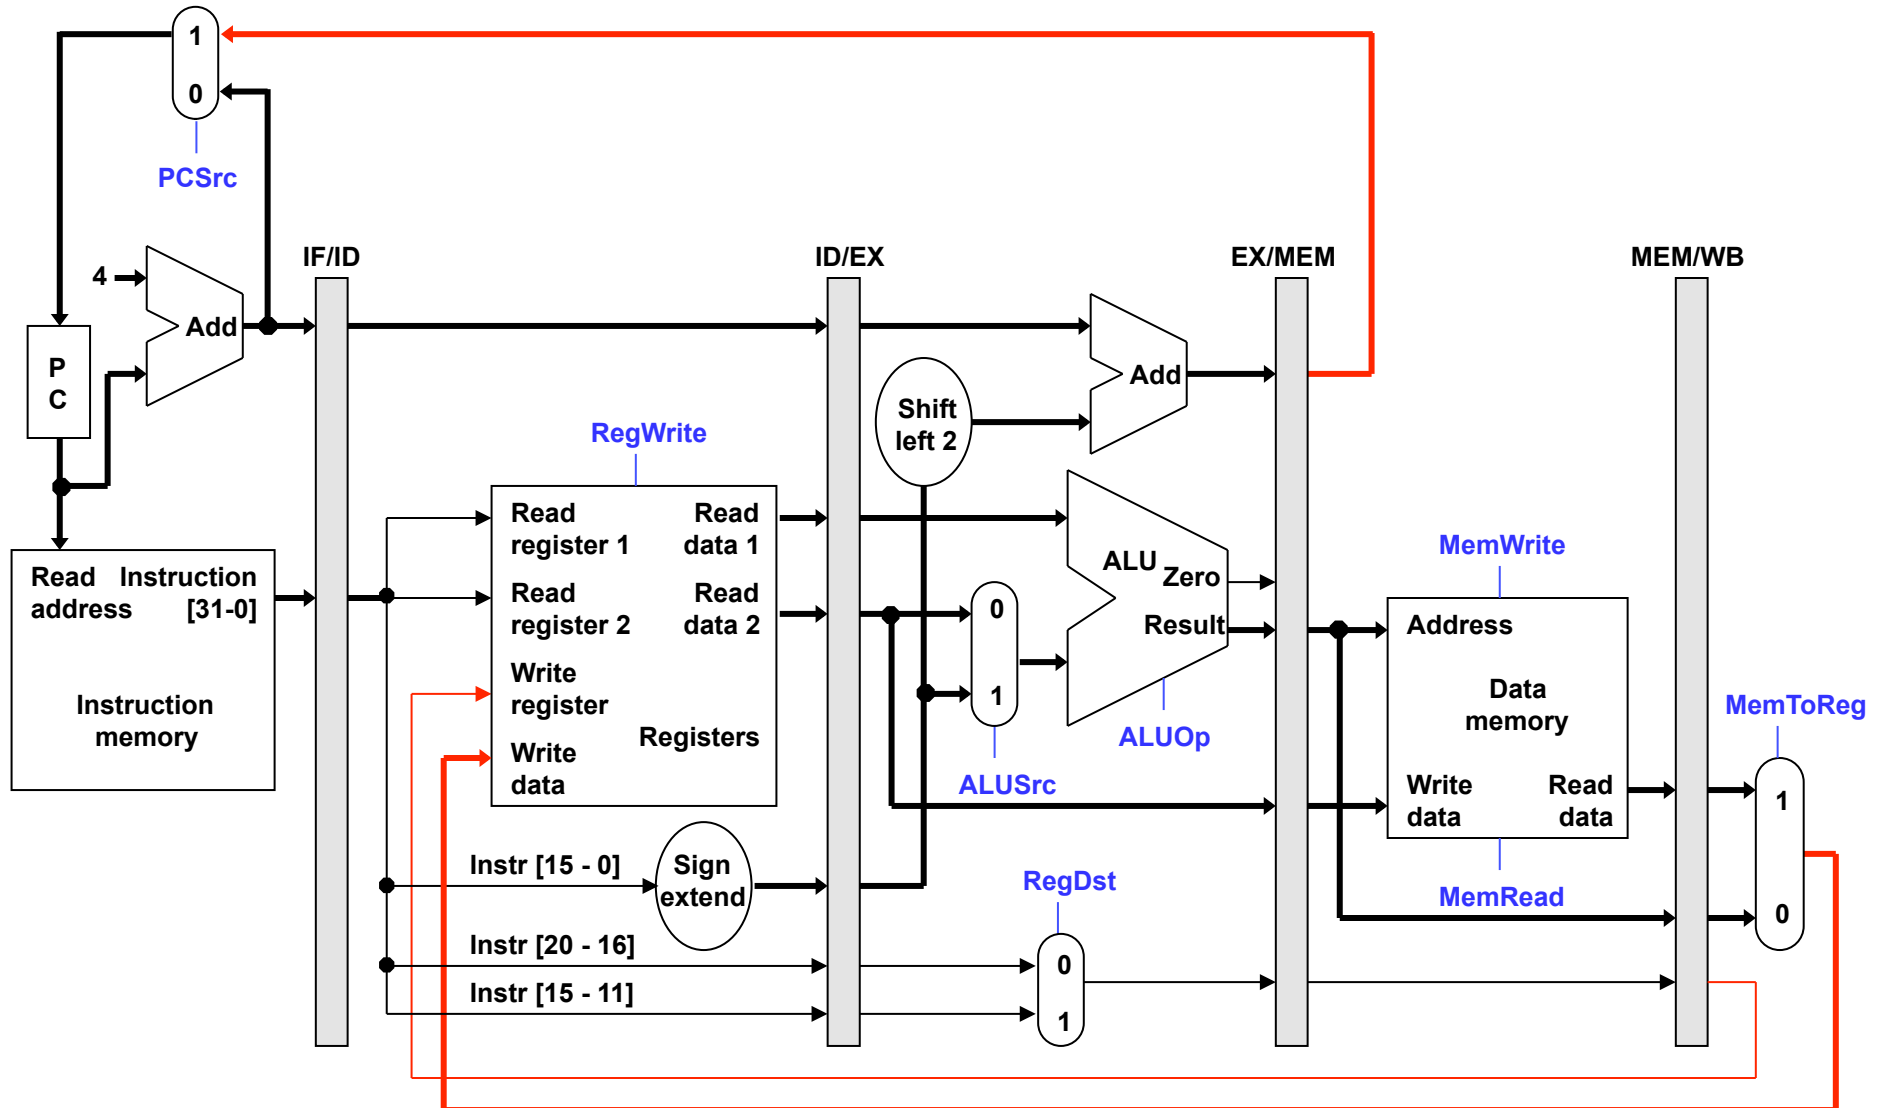 1
0
PCSrc
IF/ID
ID/EX
EX/MEM
MEM/WB
4
Add
P
C
Add
Shift
left 2
RegWrite
Read
register 1
Read
data 1
Read
register 2
Read
data 2
Write
register
Write
data
Registers
Read
address
Instruction
[31-0]
Instruction
memory
ALU
Zero
Result
ALUOp
0
1
ALUSrc
MemWrite
Address
Data
memory
Write
data
Read
data
MemRead
MemToReg
1
0
Instr [15 - 0]
Sign
extend
Instr [20 - 16]
Instr [15 - 11]
RegDst
0
1